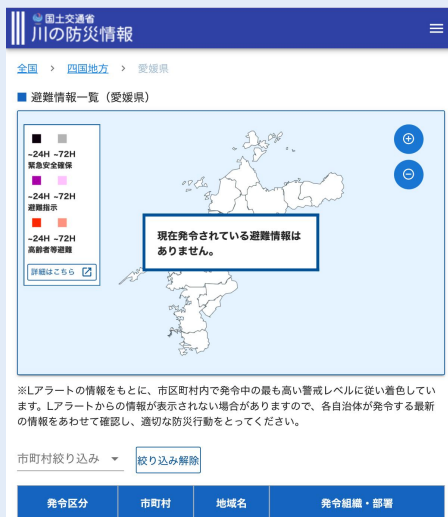 国土交通省
川の防災情報
全国 > 四国地方 > 愛媛県
■ 避難情報一覧（愛媛県）
~24H ~72H
緊急安全確保
~24H ~72H
避難指示
~24H ~72H
高齢者等避難
詳細はこちら
現在発令されている避難情報は
ありません。
※Lアラートの情報をもとに、市区町村内で発令中の最も高い警戒レベルに従い着色してい
ます。Lアラートからの情報が表示されない場合がありますので、各自治体が発令する最新
の情報をあわせて確認し、適切な防災行動をとってください。
市町村絞り込み 絞り込み解除
発令区分 市町村 地域名 発令組織・部署